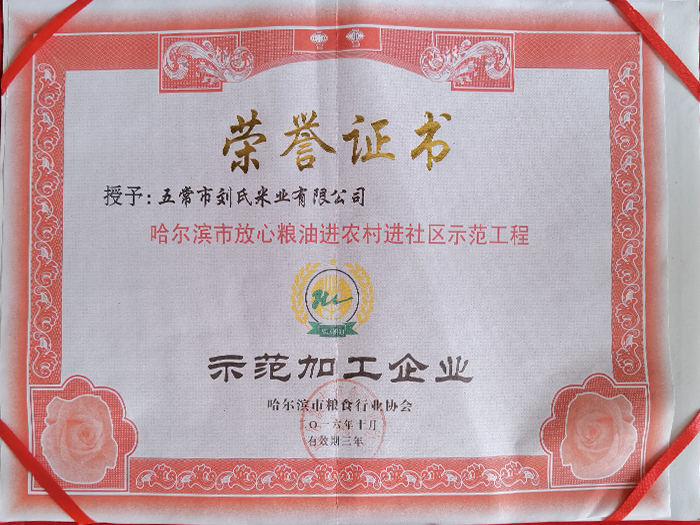 荣誉证书
授予：五常市刘氏米业有限公司
哈尔滨市放心粮油进农村进社区示范工程
示范加工企业
哈尔滨市粮食行业协会
二〇一六年十月
有效期三年